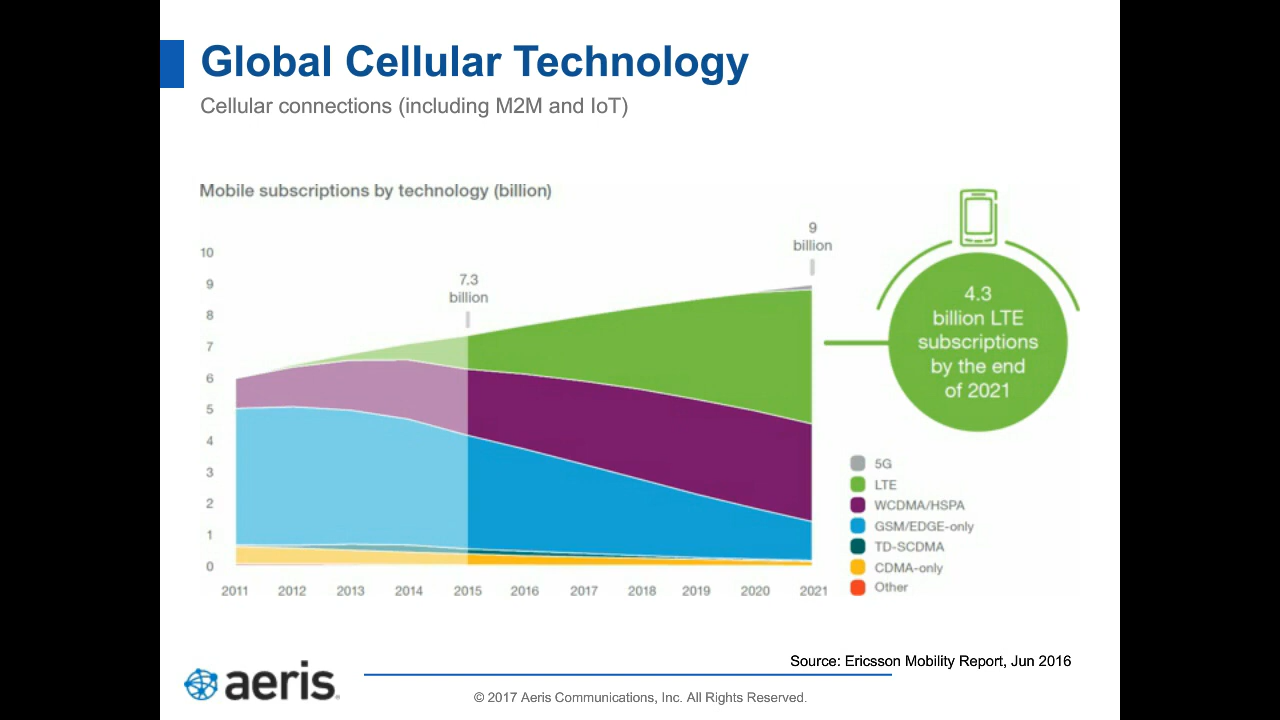 Global Cellular Technology
Cellular connections (including M2M and IoT)
Mobile subscriptions by technology (billion)
10
9
8
7
6
5
4
3
2
1
0
7.3
billion
9
billion
2011
2012
2013
2014
2015
2016
2017
2018
2019
2020
2021
4.3
billion LTE
subscriptions
by the end
of 2021
5G
LTE
WCDMA/HSPA
GSM/EDGE-only
TD-SCDMA
CDMA-only
Other
Source: Ericsson Mobility Report, Jun 2016
aeris
© 2017 Aeris Communications, Inc. All Rights Reserved.